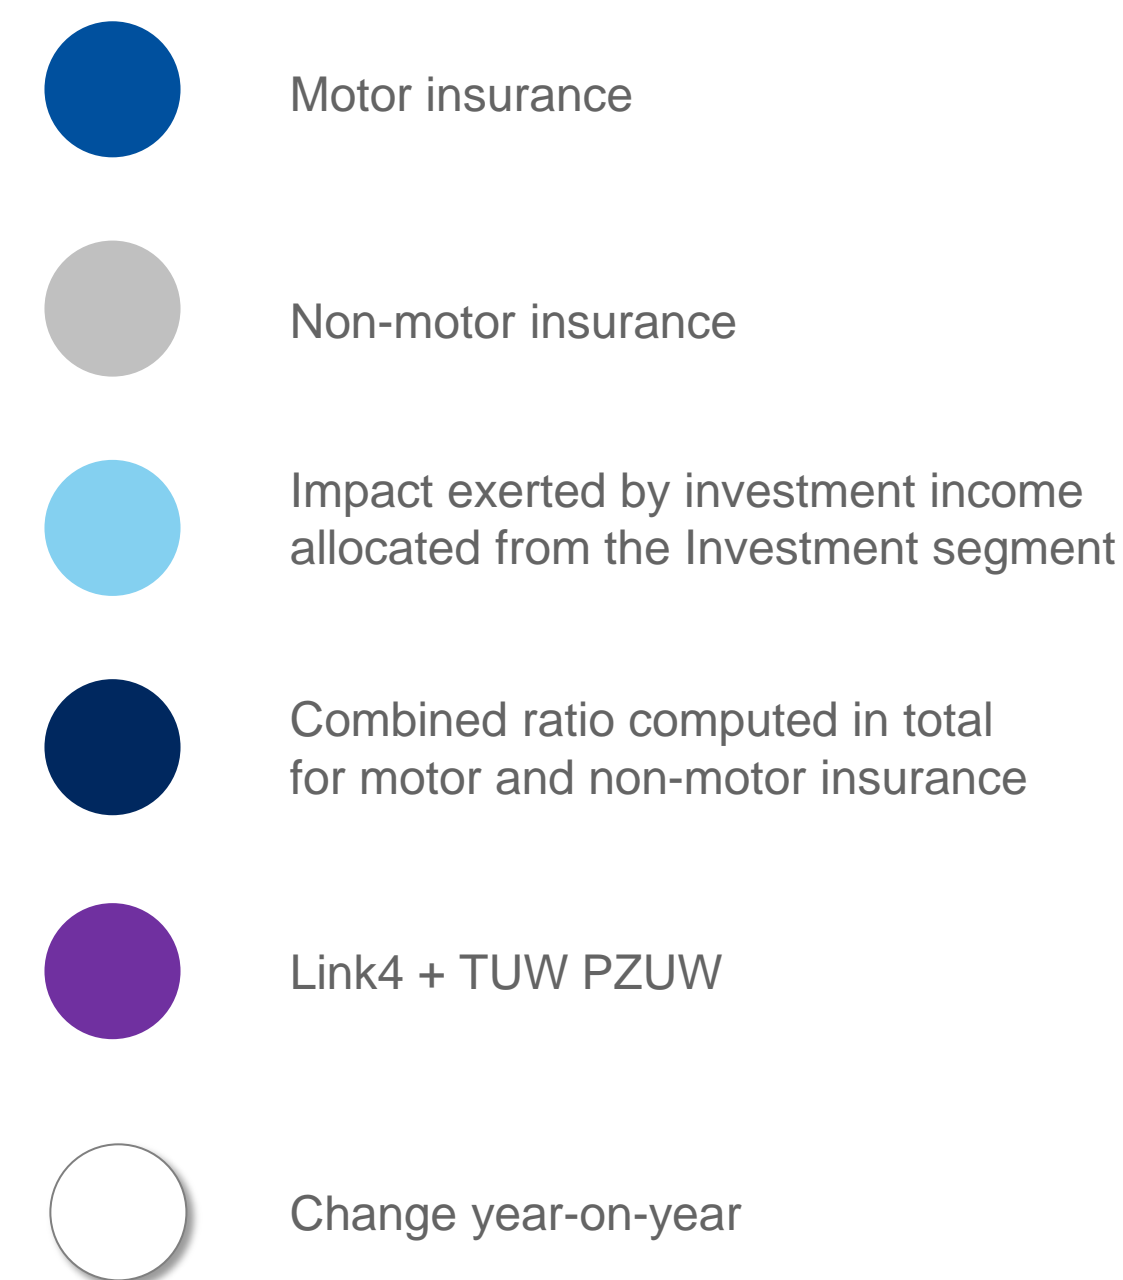 Motor insurance
Non-motor insurance
Impact exerted by investment income
allocated from the Investment segment
Combined ratio computed in total
for motor and non-motor insurance
Link4 + TUW PZUW
Change year-on-year